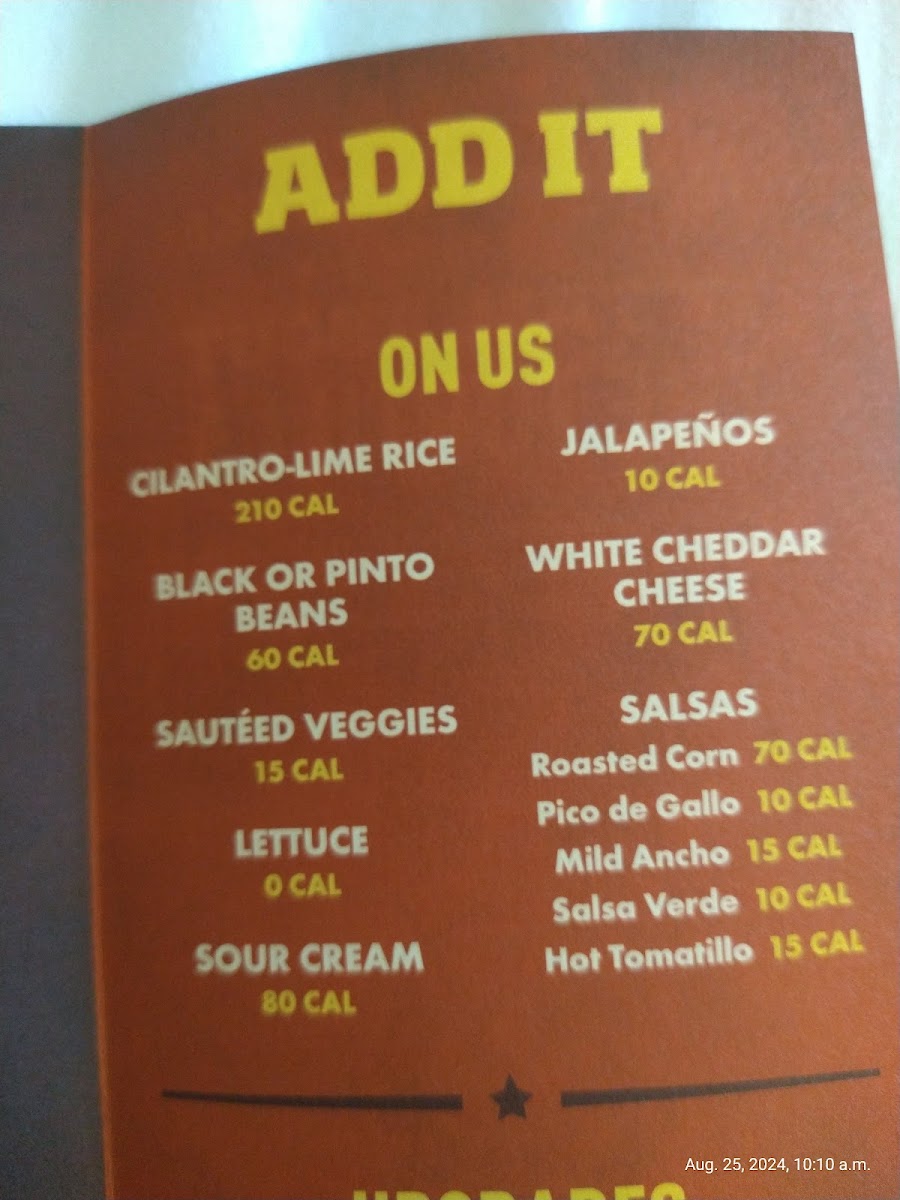 ADD IT
ON US
CILANTRO-LIME RICE
210 CAL
BLACK OR PINTO
BEANS
60 CAL
SAUTÉED VEGGIES
15 CAL
LETTUCE
0 CAL
SOUR CREAM
80 CAL
JALAPEÑOS
10 CAL
WHITE CHEDDAR
CHEESE
70 CAL
SALSAS
Roasted Corn 70 CAL
Pico de Gallo 10 CAL
Mild Ancho 15 CAL
Salsa Verde 10 CAL
Hot Tomatillo 15 CAL
Aug. 25, 2024, 10:10 a.m.